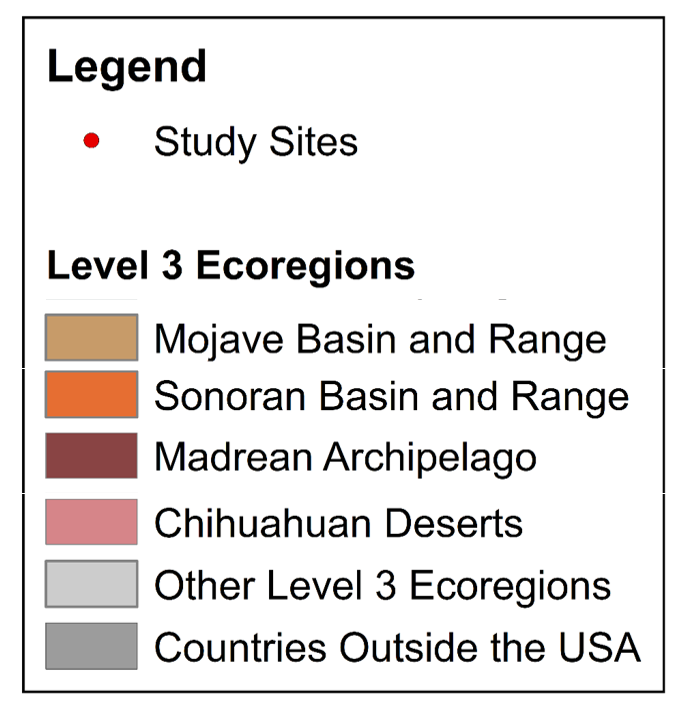 Legend
Study Sites
Level 3 Ecoregions
Mojave Basin and Range
Sonoran Basin and Range
Madrean Archipelago
Chihuahuan Deserts
Other Level 3 Ecoregions
Countries Outside the USA